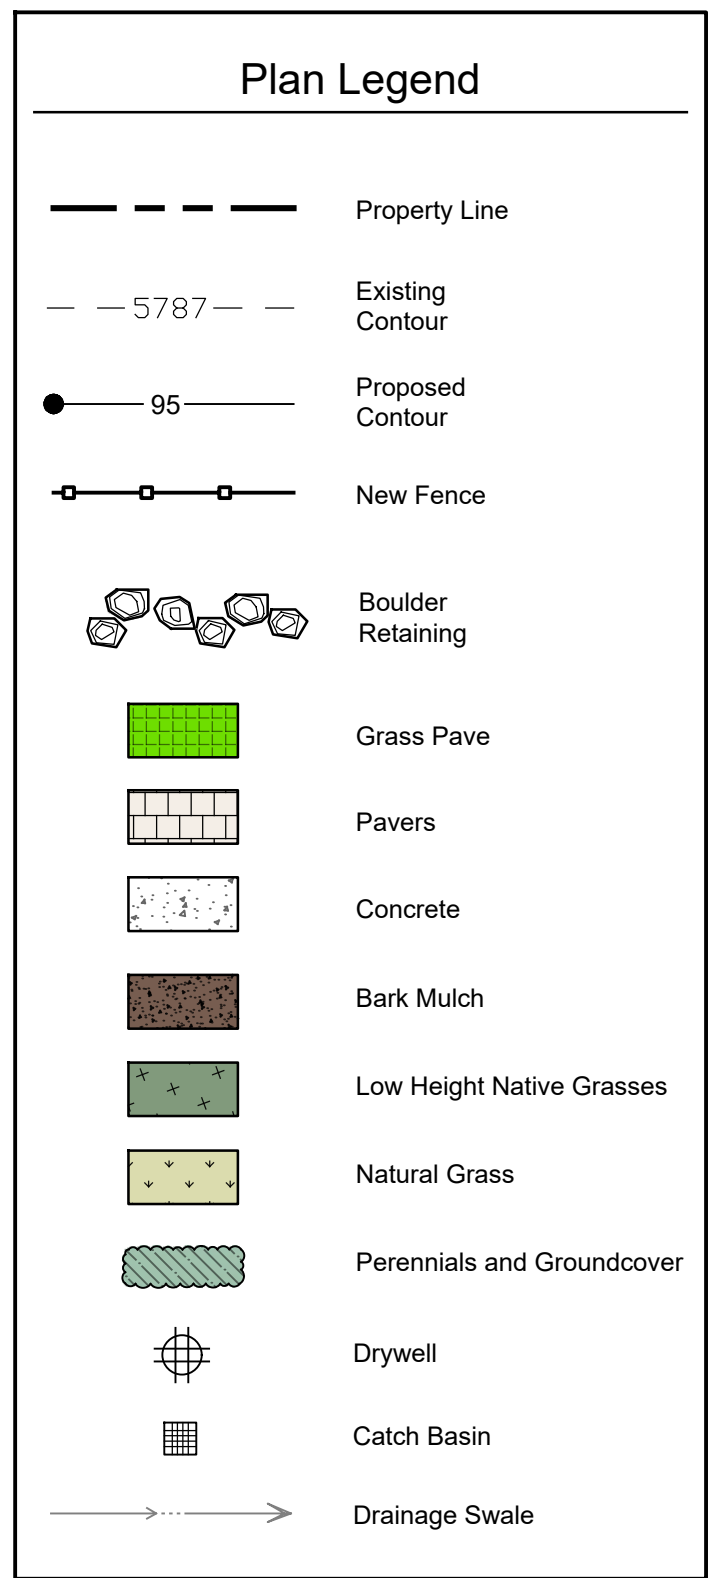 Plan Legend
Property Line
5787
Existing
Contour
95
Proposed
Contour
New Fence
Boulder
Retaining
Grass Pave
Pavers
Concrete
Bark Mulch
Low Height Native Grasses
Natural Grass
Perennials and Groundcover
Drywell
Catch Basin
Drainage Swale